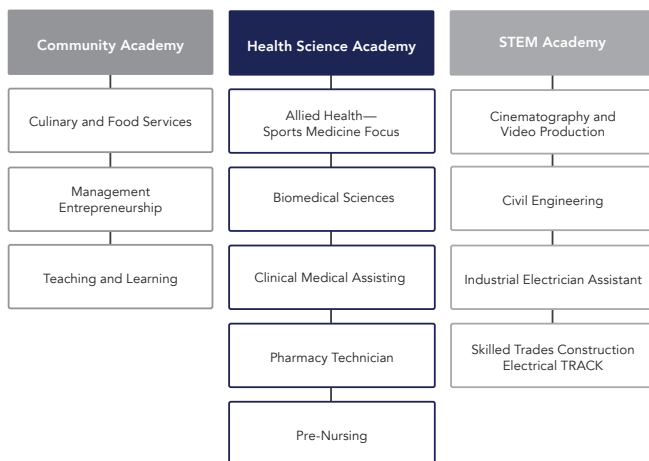 Community Academy
Culinary and Food Services
Management
Entrepreneurship
Teaching and Learning
Health Science Academy
Allied Health—
Sports Medicine Focus
Biomedical Sciences
Clinical Medical Assisting
Pharmacy Technician
Pre-Nursing
STEM Academy
Cinematography and
Video Production
Civil Engineering
Industrial Electrician Assistant
Skilled Trades Construction
Electrical TRACK